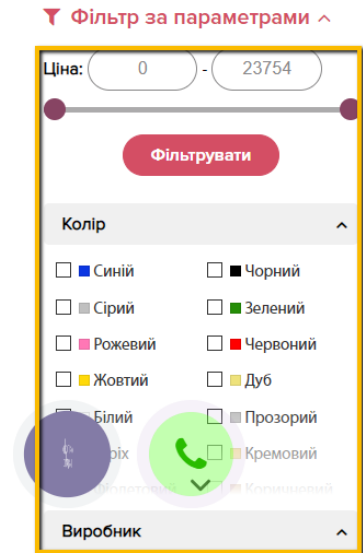 Фільтр за параметрами
Ціна: 0 - 23754
Фільтрувати
Колір
Синій Чорний
Сірий Зелений
Рожевий Червоний
Жовтий Дуб
Білий Прозорий
Кремовий
Коричневий
Виробник